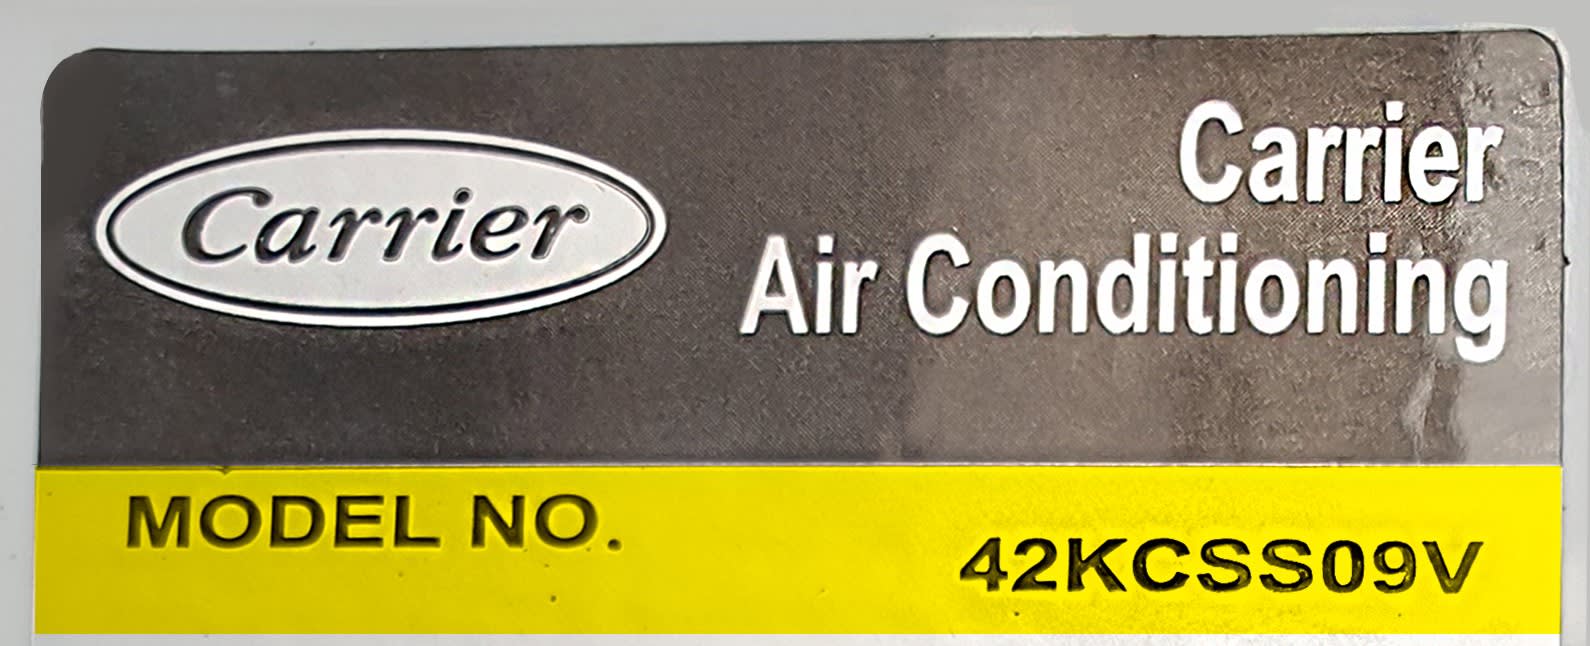 Carrier
Carrier
Air Conditioning
MODEL NO.
42KCSS09V